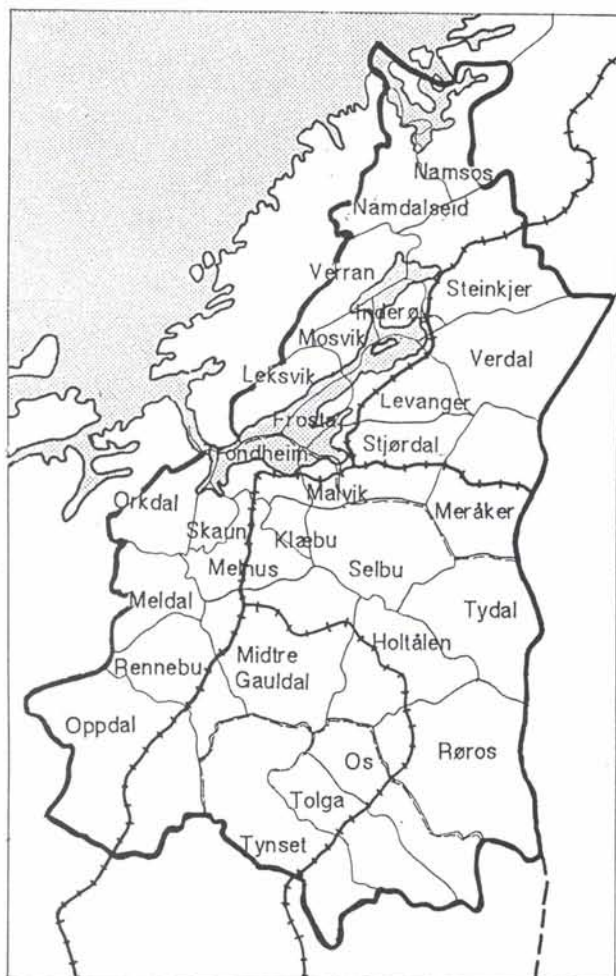 Namsos
Namdalseid
Verran
Steinkjer
Inderø
Mosvik
Verdal
Leksvik
Levanger
Frosta
Stjørdal
Trondheim
Malvik
Orkdal
Meråker
Skaun
Klæbu
Melhus
Selbu
Meldal
Tydal
Holtålen
Midtre
Gauldal
Rennebu
Oppdal
Os
Røros
Tolga
Tynset